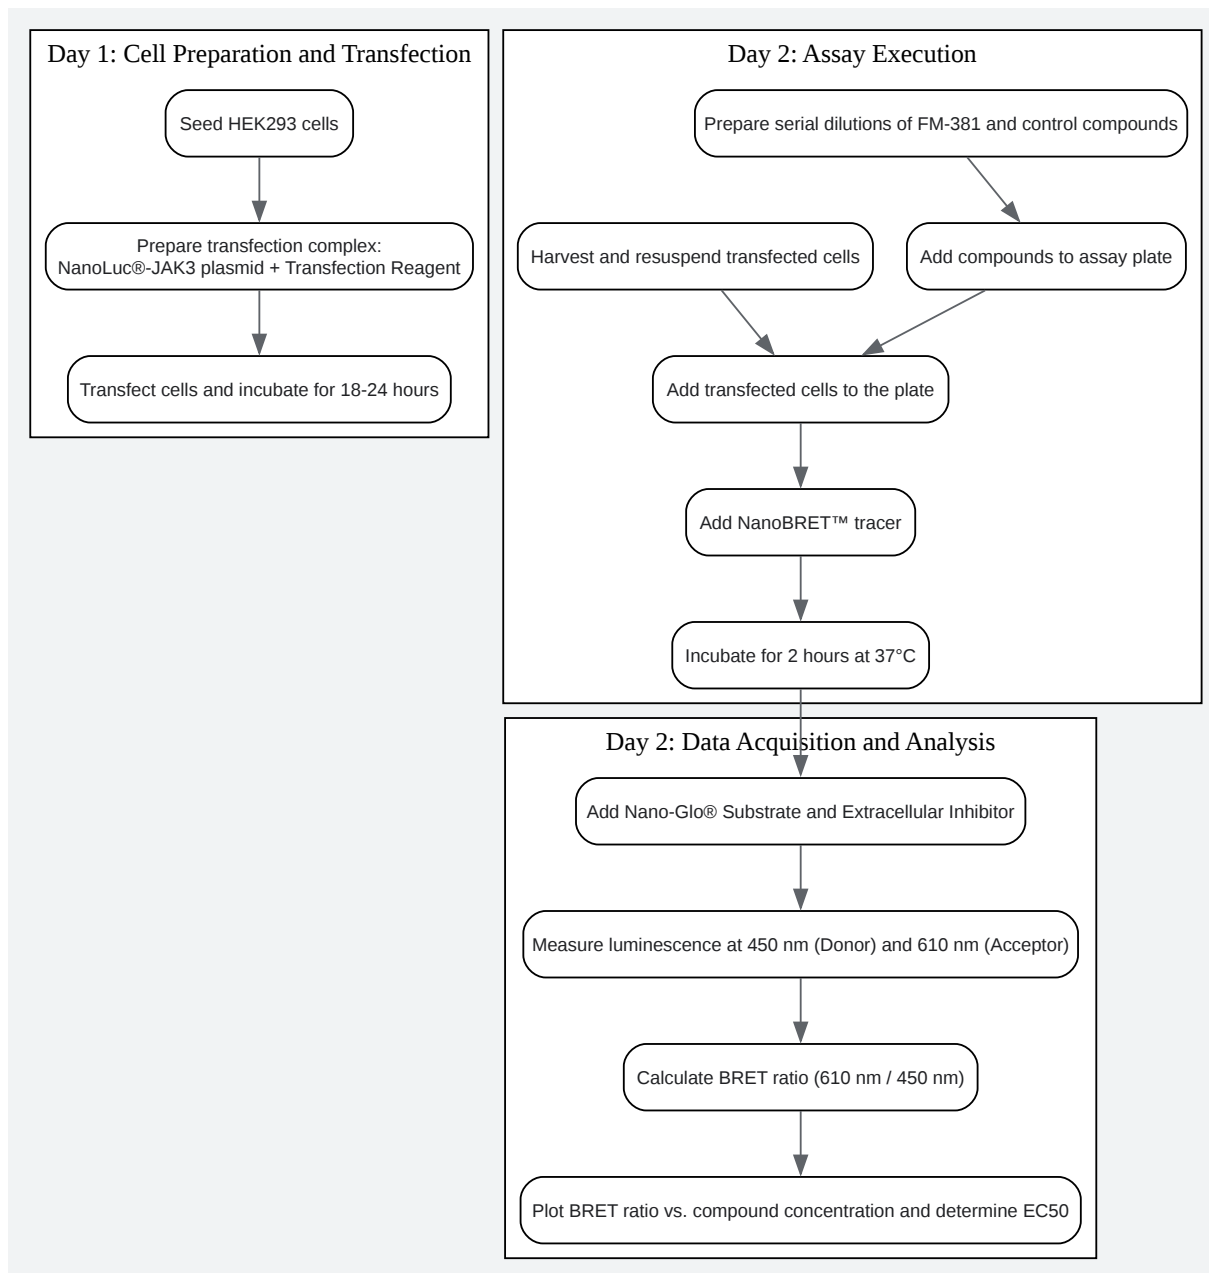 Day 1: Cell Preparation and Transfection
Seed HEK293 cells
Prepare transfection complex:
NanoLuc®-JAK3 plasmid + Transfection Reagent
Transfect cells and incubate for 18-24 hours
Day 2: Assay Execution
Prepare serial dilutions of FM-381 and control compounds
Harvest and resuspend transfected cells
Add compounds to assay plate
Add transfected cells to the plate
Add NanoBRET™ tracer
Incubate for 2 hours at 37°C
Day 2: Data Acquisition and Analysis
Add Nano-Glo® Substrate and Extracellular Inhibitor
Measure luminescence at 450 nm (Donor) and 610 nm (Acceptor)
Calculate BRET ratio (610 nm / 450 nm)
Plot BRET ratio vs. compound concentration and determine EC50